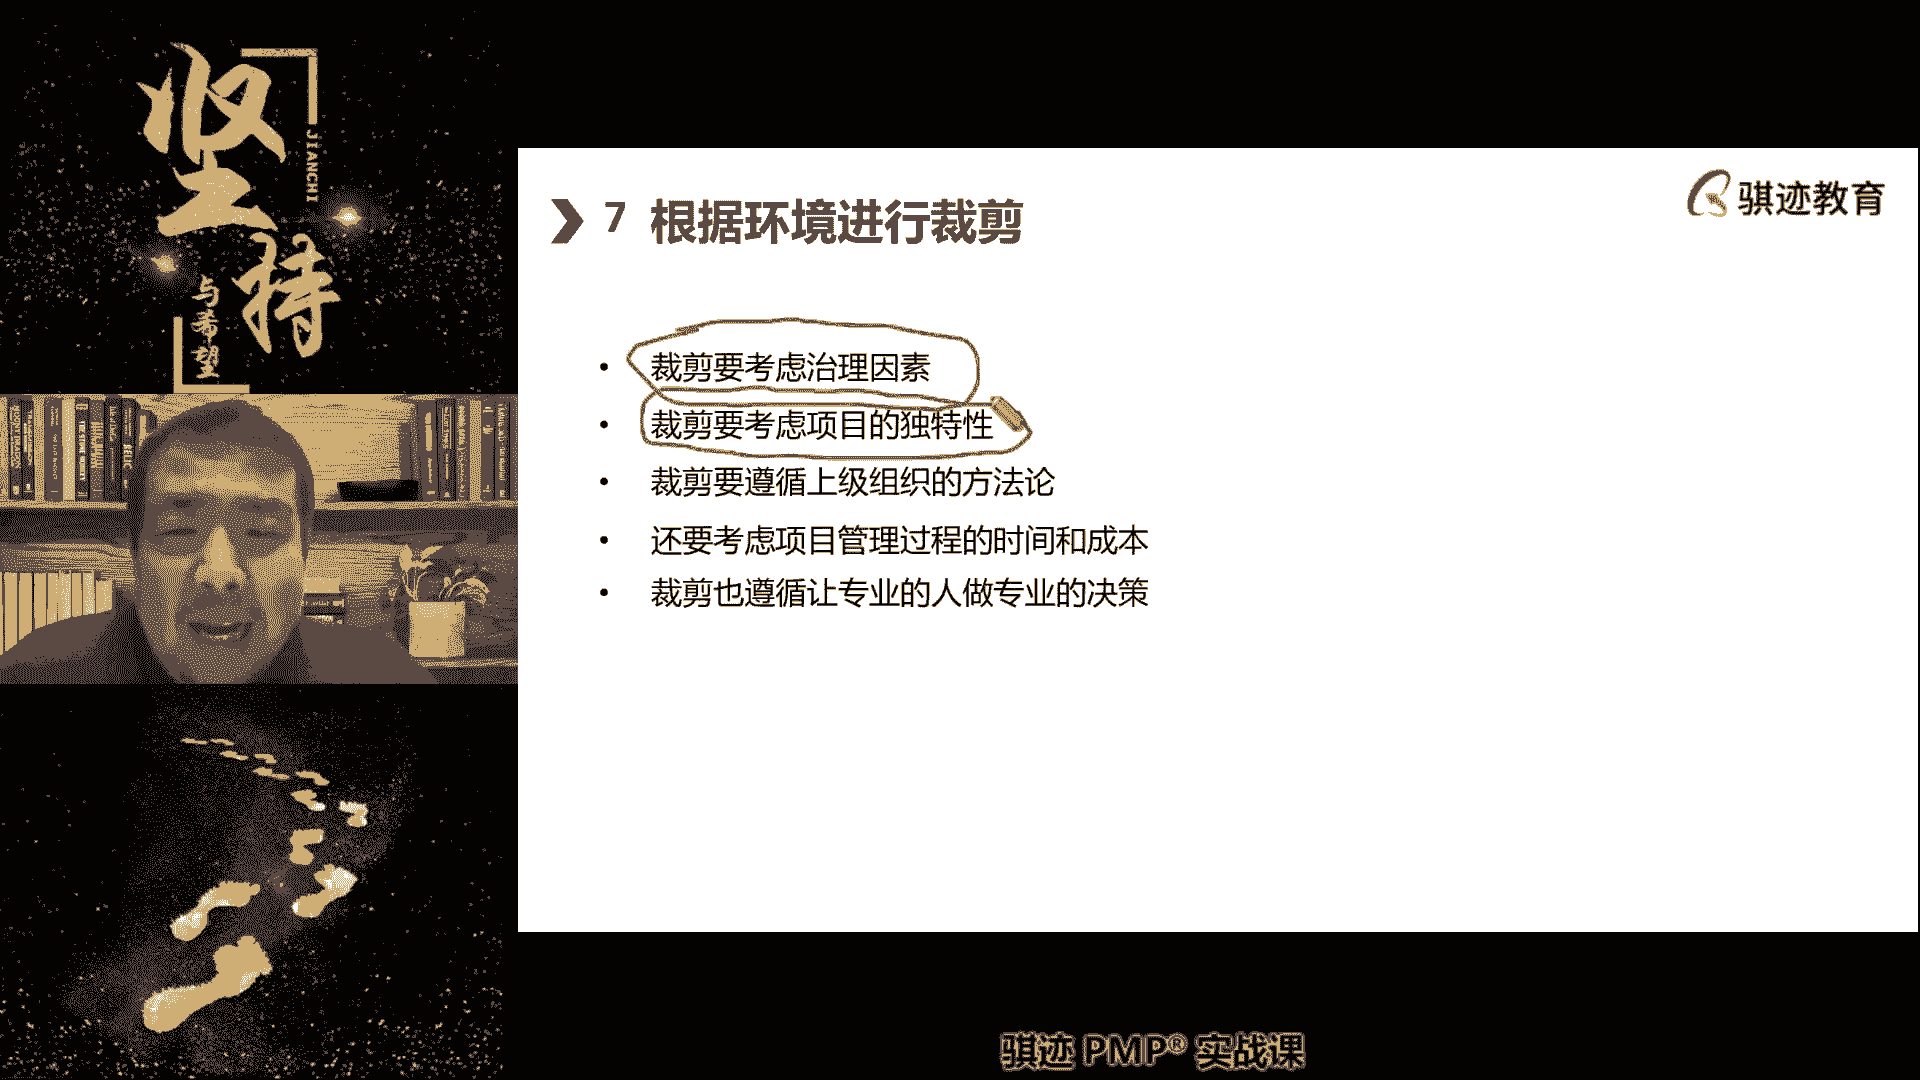 坚持
JIANCHI
与希望
骐迹教育
7 根据环境进行裁剪
• 裁剪要考虑治理因素
• 裁剪要考虑项目的独特性
• 裁剪要遵循上级组织的方法论
• 还要考虑项目管理过程的时间和成本
• 裁剪也遵循让专业的人做专业的决策
骐迹 PMP® 实战课